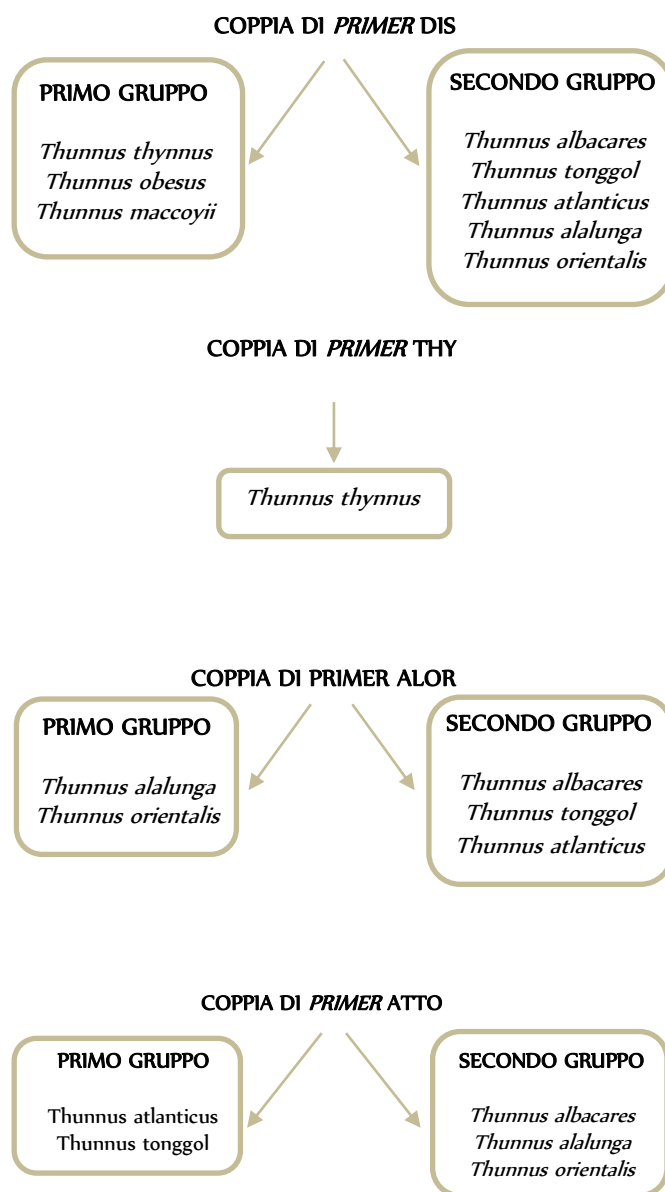 COPPIA DI PRIMER DIS
PRIMO GRUPPO
Thunnus thynnus
Thunnus obesus
Thunnus maccoyii
SECONDO GRUPPO
Thunnus albacares
Thunnus tonggol
Thunnus atlanticus
Thunnus alalunga
Thunnus orientalis
COPPIA DI PRIMER THY
Thunnus thynnus
COPPIA DI PRIMER ALOR
PRIMO GRUPPO
Thunnus alalunga
Thunnus orientalis
SECONDO GRUPPO
Thunnus albacares
Thunnus tonggol
Thunnus atlanticus
COPPIA DI PRIMER ATTO
PRIMO GRUPPO
Thunnus atlanticus
Thunnus tonggol
SECONDO GRUPPO
Thunnus albacares
Thunnus alalunga
Thunnus orientalis